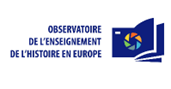 OBSERVATOIRE
DE L'ENSEIGNEMENT
DE L'HISTOIRE EN EUROPE